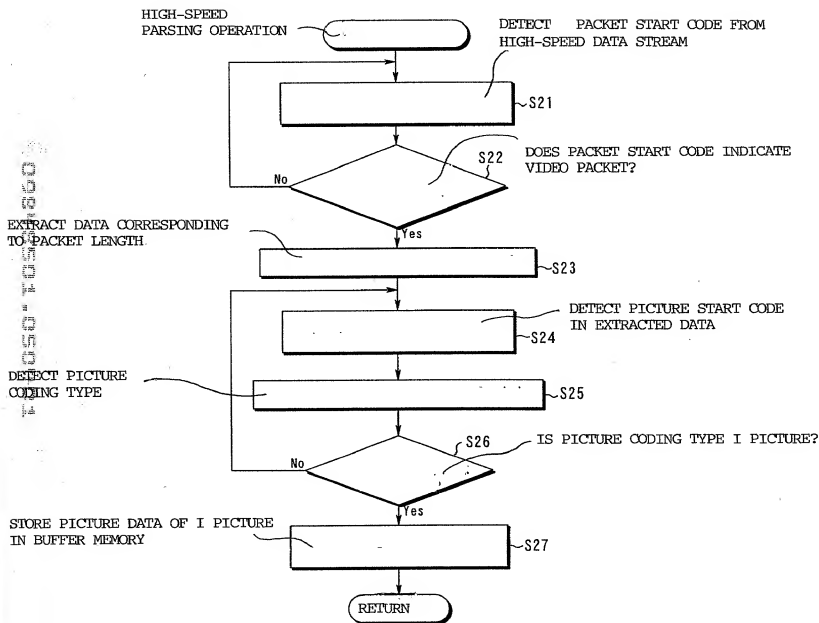 HIGH-SPEED
PARSING OPERATION
DETECT PACKET START CODE FROM
HIGH-SPEED DATA STREAM
S21
S22
DOES PACKET START CODE INDICATE
VIDEO PACKET?
No
Yes
EXTRACT DATA CORRESPONDING
TO PACKET LENGTH
S23
DETECT PICTURE START CODE
IN EXTRACTED DATA
S24
DETECT PICTURE
CODING TYPE
S25
S26
IS PICTURE CODING TYPE I PICTURE?
No
Yes
STORE PICTURE DATA OF I PICTURE
IN BUFFER MEMORY
S27
RETURN